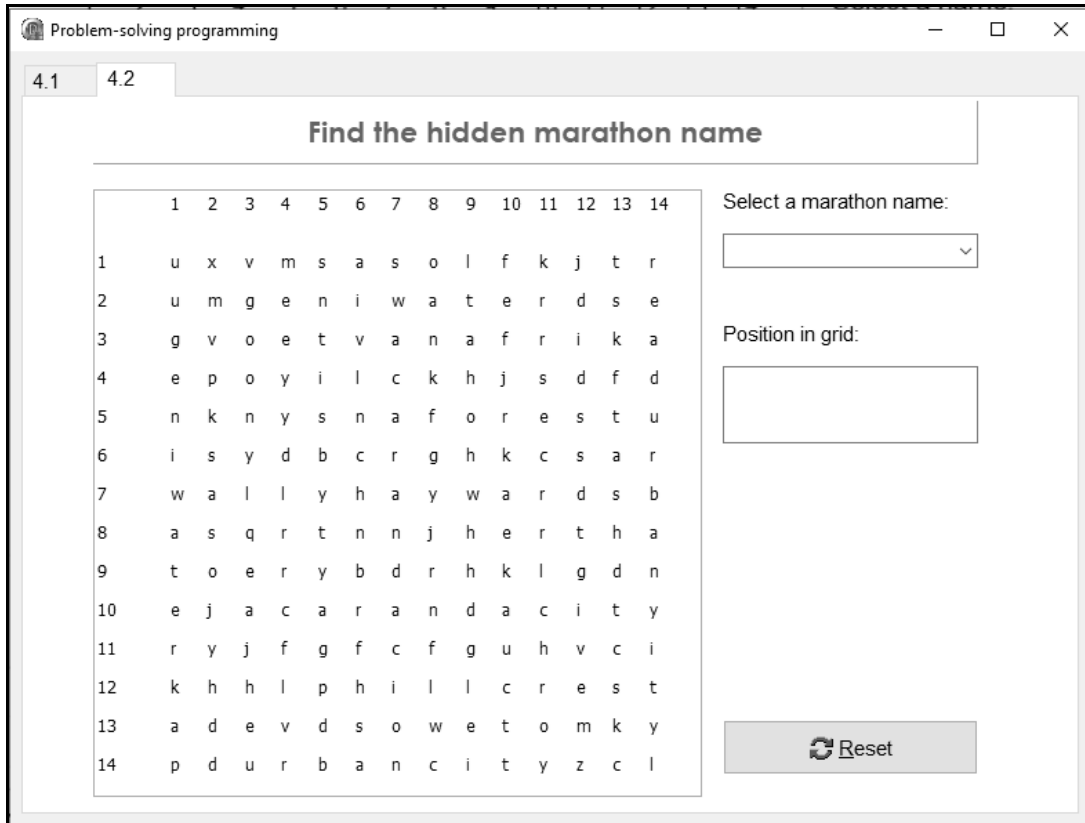 Problem-solving programming
4.1 4.2
Find the hidden marathon name
1 2 3 4 5 6 7 8 9 10 11 12 13 14
1 u x v m s a s o l f k j t r
2 u m g e n i w a t e r d s e
3 g v o e t v a n a f r i k a
4 e p o y i l c k h j s d f d
5 n k n y s n a f o r e s t u
6 i s y d b c r g h k c s a r
7 w a l l y h a y w a r d s b
8 a s q r t n n j h e r t h a
9 t o e r y b d r h k l g d n
10 e j a c a r a n d a c i t y
11 r y j f g f c f g u h v c i
12 k h h l p h i l l c r e s t
13 a d e v d s o w e t o m k y
14 p d u r b a n c i t y z c l
Select a marathon name:
Position in grid:
Reset